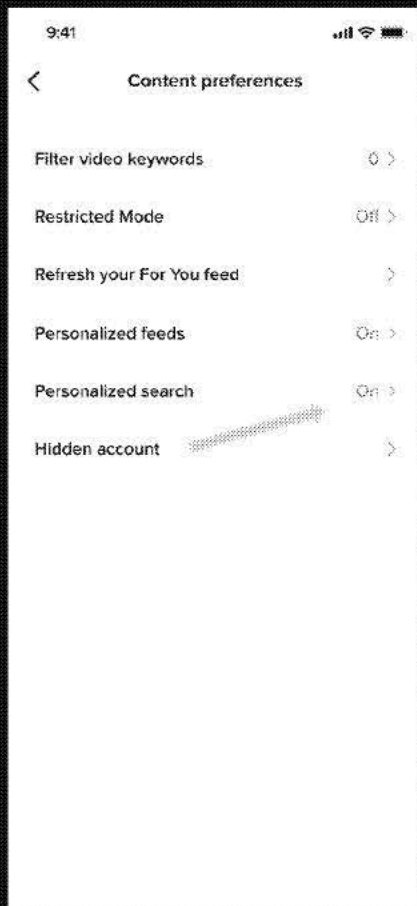 9:41
Content preferences
Filter video keywords 0
Restricted Mode Off
Refresh your For You feed
Personalized feeds On
Personalized search On
Hidden account